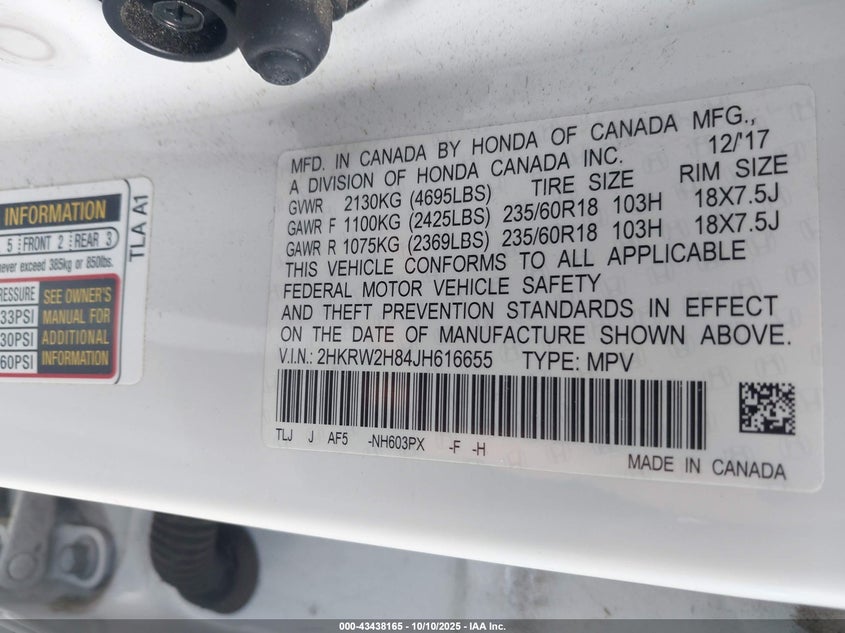 MFD. IN CANADA BY HONDA OF CANADA MFG.,
A DIVISION OF HONDA CANADA INC. 12/'17
GVWR 2130KG (4695LBS) TIRE SIZE RIM SIZE
GAWR F 1100KG (2425LBS) 235/60R18 103H 18X7.5J
GAWR R 1075KG (2369LBS) 235/60R18 103H 18X7.5J
THIS VEHICLE CONFORMS TO ALL APPLICABLE
FEDERAL MOTOR VEHICLE SAFETY
AND THEFT PREVENTION STANDARDS IN EFFECT
ON THE DATE OF MANUFACTURE SHOWN ABOVE.
V.I.N.: 2HKRW2H84JH616655 TYPE: MPV
TLJ J AF5 -NH603PX -F -H
MADE IN CANADA
INFORMATION
5 FRONT 2 REAR 3
never exceed 385kg or 850lbs.
33PSI
30PSI
60PSI
SEE OWNER'S
MANUAL FOR
ADDITIONAL
INFORMATION
TLA A1
000-43438165 - 10/10/2025 - IAA Inc.